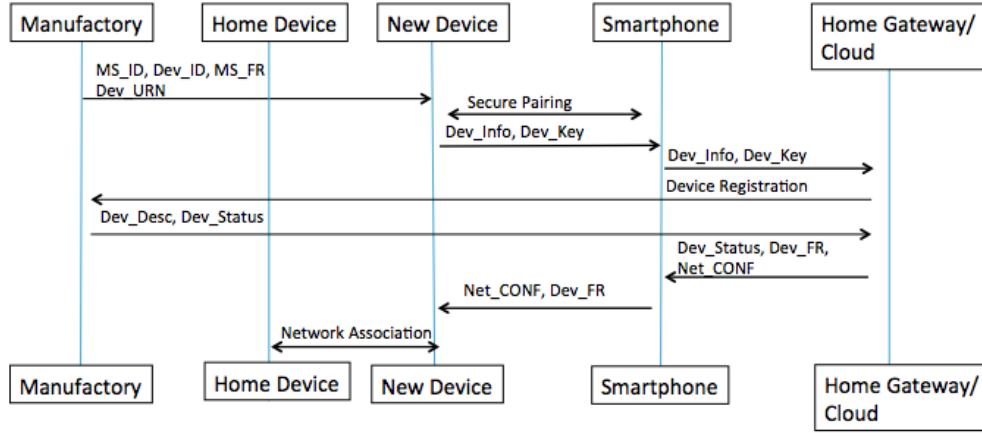 Manufactory
Home Device
New Device
Smartphone
Home Gateway/
Cloud
MS_ID, Dev_ID, MS_FR
Dev_URN
Secure Pairing
Dev_Info, Dev_Key
Dev_Info, Dev_Key
Device Registration
Dev_Desc, Dev_Status
Dev_Status, Dev_FR,
Net_CONF
Net_CONF, Dev_FR
Network Association
Manufactory
Home Device
New Device
Smartphone
Home Gateway/
Cloud